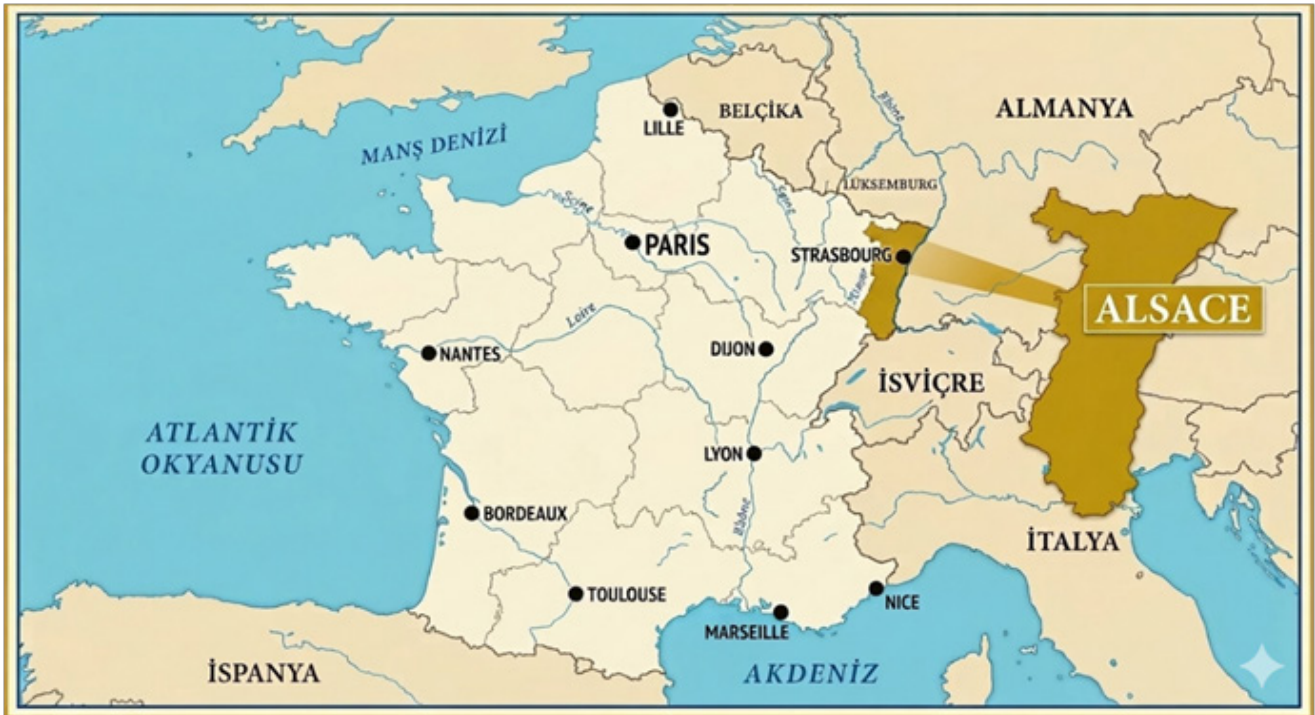 LILLE
BELÇİKA
Rhône
ALMANYA
MANŞ DENİZİ
LÜKSEMBURG
Seine
PARIS
STRASBOURG
ALSACE
Loire
NANTES
DIJON
İSVİÇRE
ATLANTİK
OKYANUSU
LYON
BORDEAUX
Rhône
İTALYA
TOULOUSE
NICE
MARSEILLE
İSPANYA
AKDENİZ